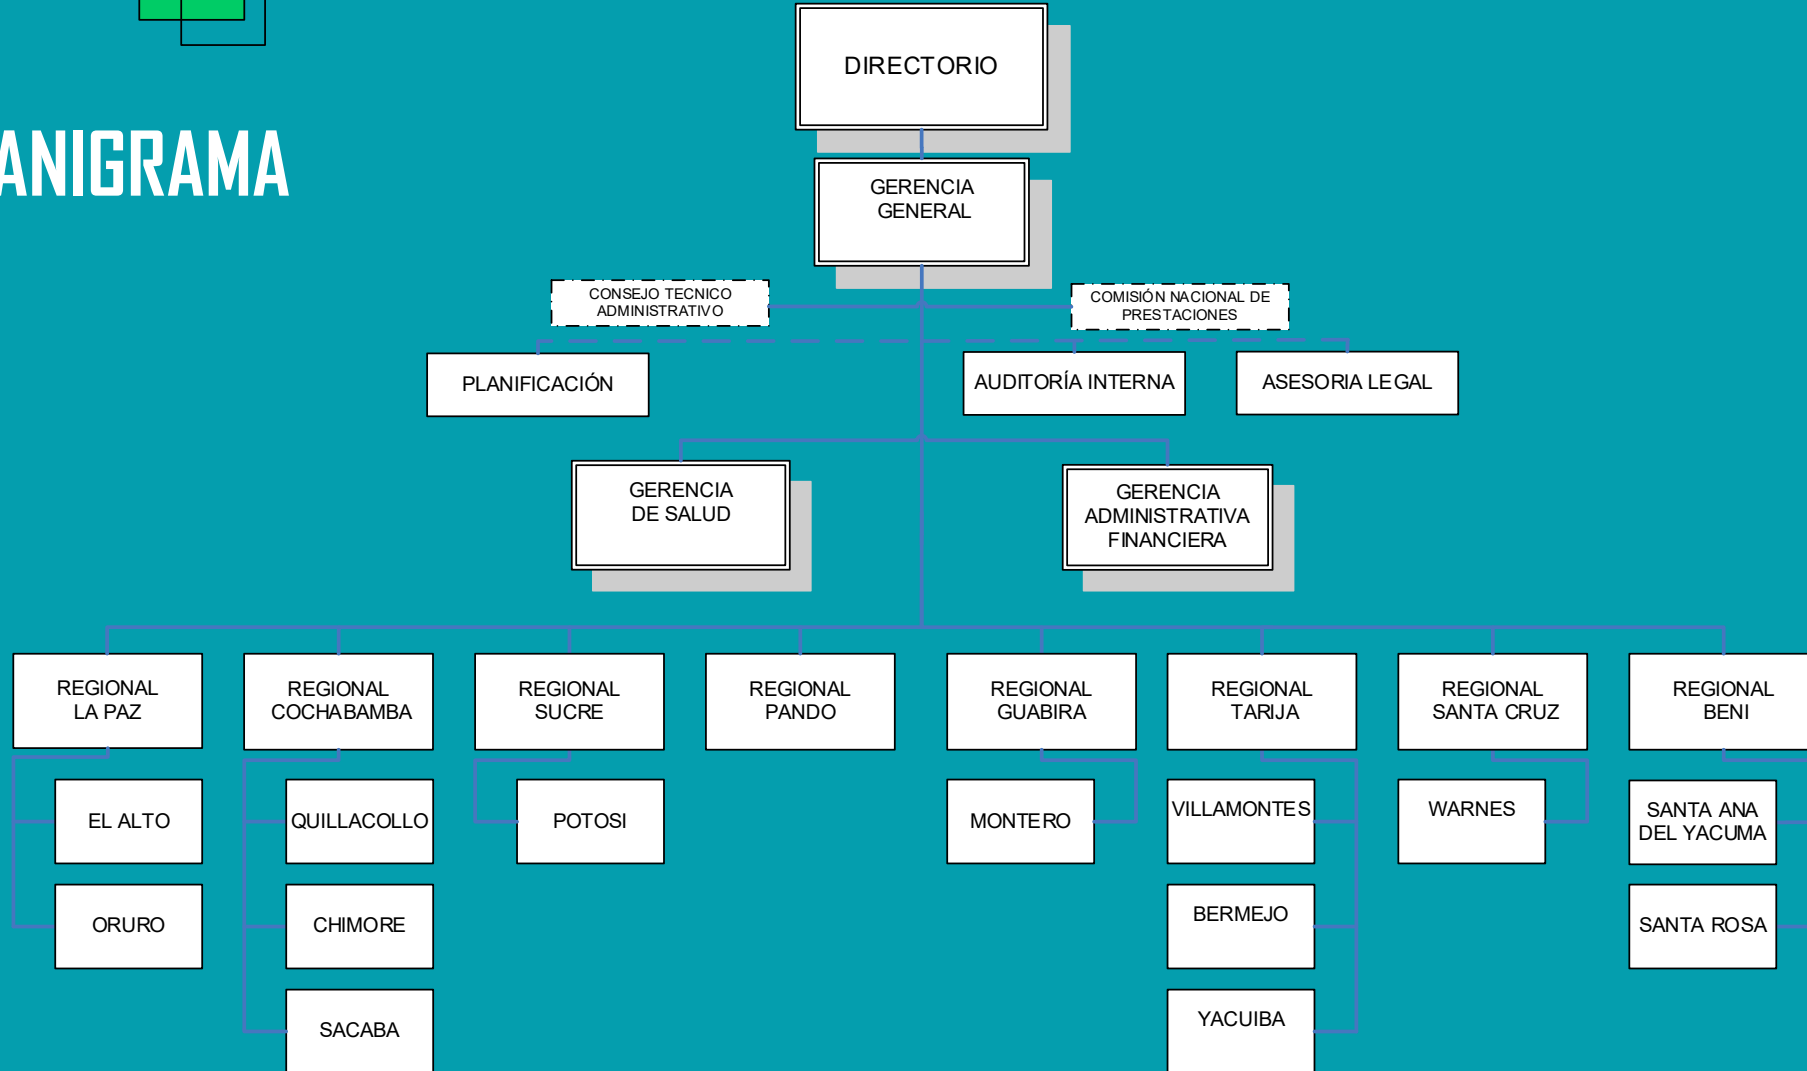 ANIGRAMA
DIRECTORIO
GERENCIA
GENERAL
CONSEJO TECNICO
ADMINISTRATIVO
COMISIÓN NACIONAL DE
PRESTACIONES
PLANIFICACIÓN
AUDITORÍA INTERNA
ASESORIA LEGAL
GERENCIA
DE SALUD
GERENCIA
ADMINISTRATIVA
FINANCIERA
REGIONAL
LA PAZ
REGIONAL
COCHABAMBA
REGIONAL
SUCRE
REGIONAL
PANDO
REGIONAL
GUABIRA
REGIONAL
TARIJA
REGIONAL
SANTA CRUZ
REGIONAL
BENI
EL ALTO
QUILLACOLLO
POTOSI
MONTERO
VILLAMONTES
WARNES
SANTA ANA
DEL YACUMA
ORURO
CHIMORE
BERMEJO
SANTA ROSA
SACABA
YACUIBA